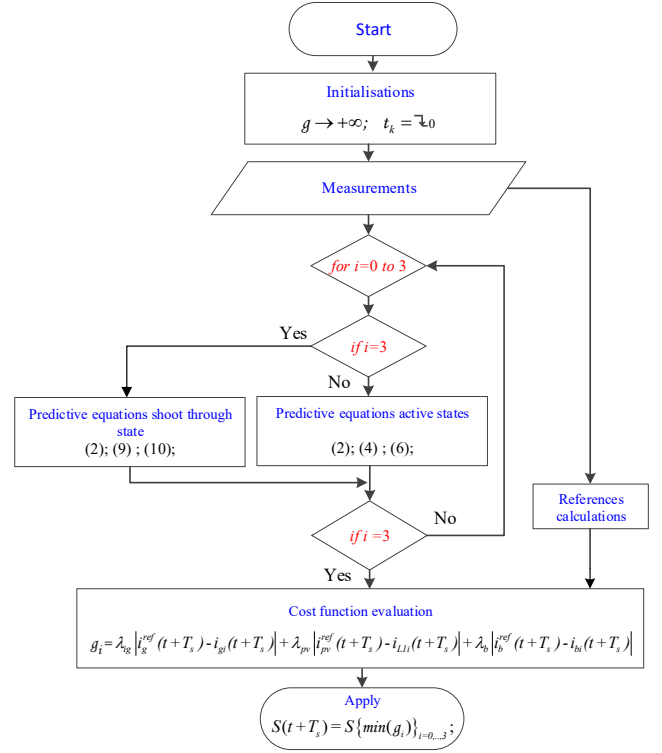 Start
Initialisations
g → +∞; t_k = ↴0
Measurements
for i=0 to 3
Yes
if i=3
No
Predictive equations shoot through
state
(2); (9) ; (10);
Predictive equations active states
(2); (4) ; (6);
if i =3
No
References
calculations
Yes
Cost function evaluation
g_i = λ_ig |i_g^ref (t+T_s) - i_gi (t+T_s)| + λ_pv |i_pv^ref (t+T_s) - i_L1i (t+T_s)| + λ_b |i_b^ref (t+T_s) - i_bi (t+T_s)|
Apply
S(t+T_s) = S{min(g_i)}_i=0,..,3 ;